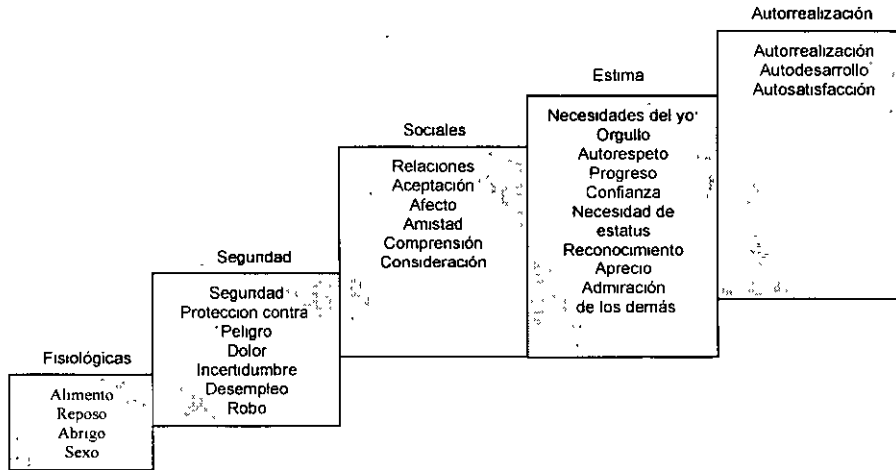 Fisiológicas
Alimento
Reposo
Abrigo
Sexo
Seguridad
Seguridad
Proteccion contra
Peligro
Dolor
Incertidumbre
Desempleo
Robo
Sociales
Relaciones
Aceptación
Afecto
Amistad
Comprensión
Consideración
Estima
Necesidades del yo
Orgullo
Autorespeto
Progreso
Confianza
Necesidad de
estatus
Reconocimiento
Aprecio
Admiración
de los demás
Autorrealización
Autorrealización
Autodesarrollo
Autosatisfacción